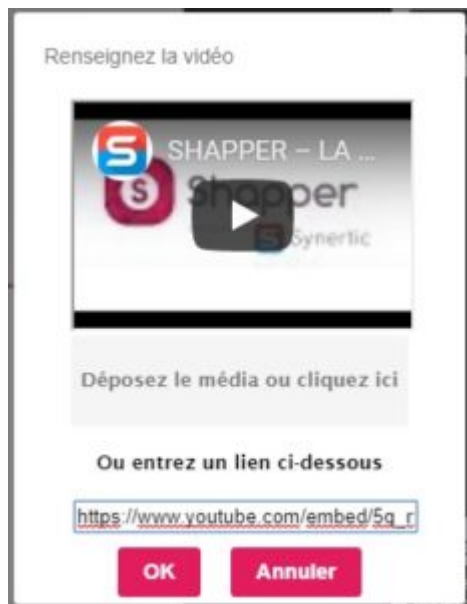 Renseignez la vidéo
S SHAPPER – LA ...
S Shapper
S Synertic
Déposez le média ou cliquez ici
Ou entrez un lien ci-dessous
https://www.youtube.com/embed/5q_r
OK Annuler